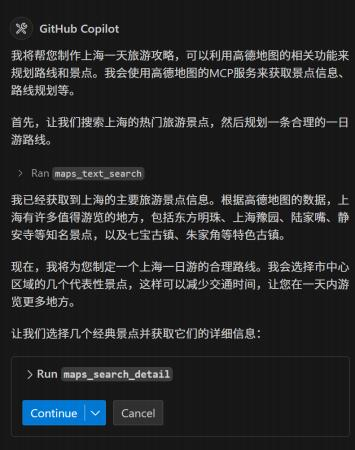 GitHub Copilot
我将帮您制作上海一天旅游攻略，可以利用高德地图的相关功能来
规划路线和景点。我会使用高德地图的MCP服务来获取景点信息、
路线规划等。
首先，让我们搜索上海的热门旅游景点，然后规划一条合理的一日
游路线。
Ran maps_text_search
我已经获取到上海的主要旅游景点信息。根据高德地图的数据，上
海有许多值得游览的地方，包括东方明珠、上海豫园、陆家嘴、静
安寺等知名景点，以及七宝古镇、朱家角等特色古镇。
现在，我将为您制定一个上海一日游的合理路线。我会选择市中心
区域的几个代表性景点，这样可以减少交通时间，让您在一天内游
览更多地方。
让我们选择几个经典景点并获取它们的详细信息：
Run maps_search_detail
Continue Cancel